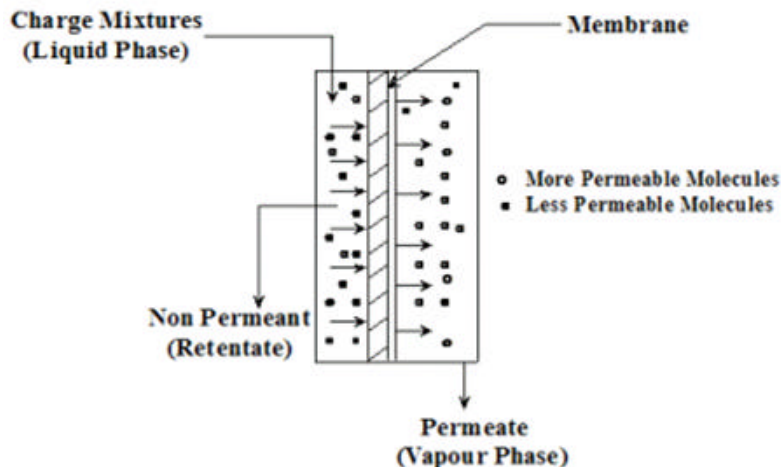 Charge Mixtures
(Liquid Phase)
Membrane
More Permeable Molecules
Less Permeable Molecules
Non Permeant
(Retentate)
Permeate
(Vapour Phase)